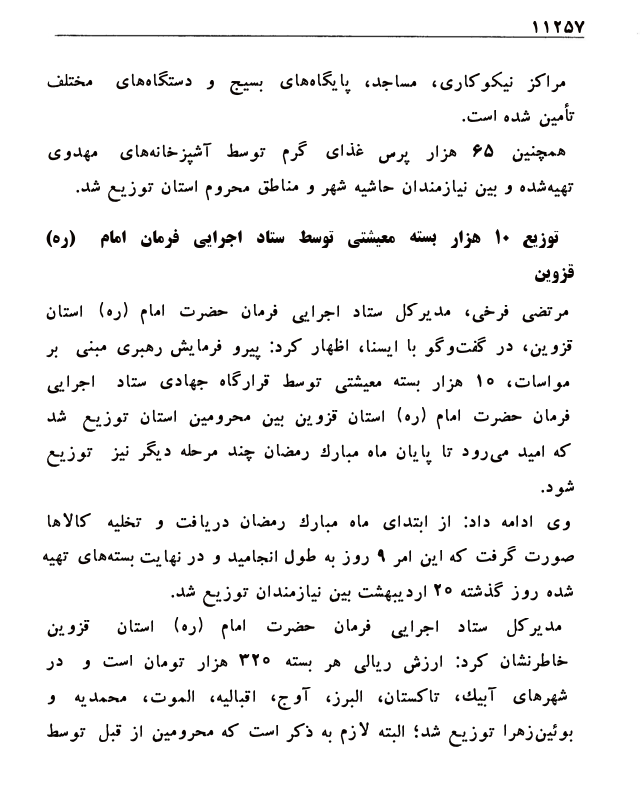 ۱۱۲۵۷
مراکز نیکوکاری، مساجد، پایگاه‌های بسیج و دستگاه‌های مختلف
تأمین شده است.
همچنین ۶۵ هزار پرس غذای گرم توسط آشپزخانه‌های مهدوی
تهیه‌شده و بین نیازمندان حاشیه شهر و مناطق محروم استان توزیع شد.
توزیع ۱۰ هزار بسته معیشتی توسط ستاد اجرایی فرمان امام (ره)
قزوین
مرتضی فرخی، مدیرکل ستاد اجرایی فرمان حضرت امام (ره) استان
قزوین، در گفت‌وگو با ایسنا، اظهار کرد: پیرو فرمایش رهبری مبنی بر
مواسات، ۱۰ هزار بسته معیشتی توسط قرارگاه جهادی ستاد اجرایی
فرمان حضرت امام (ره) استان قزوین بین محرومین استان توزیع شد
که امید می‌رود تا پایان ماه مبارك رمضان چند مرحله دیگر نیز توزیع
شود.
وی ادامه داد: از ابتدای ماه مبارك رمضان دریافت و تخلیه کالاها
صورت گرفت که این امر ۹ روز به طول انجامید و در نهایت بسته‌های تهیه
شده روز گذشته ۲۰ اردیبهشت بین نیازمندان توزیع شد.
مدیرکل ستاد اجرایی فرمان حضرت امام (ره) استان قزوین
خاطرنشان کرد: ارزش ریالی هر بسته ۳۲۰ هزار تومان است و در
شهرهای آبیك، تاکستان، البرز، آوج، اقبالیه، الموت، محمدیه و
بوئین‌زهرا توزیع شد؛ البته لازم به ذکر است که محرومین از قبل توسط